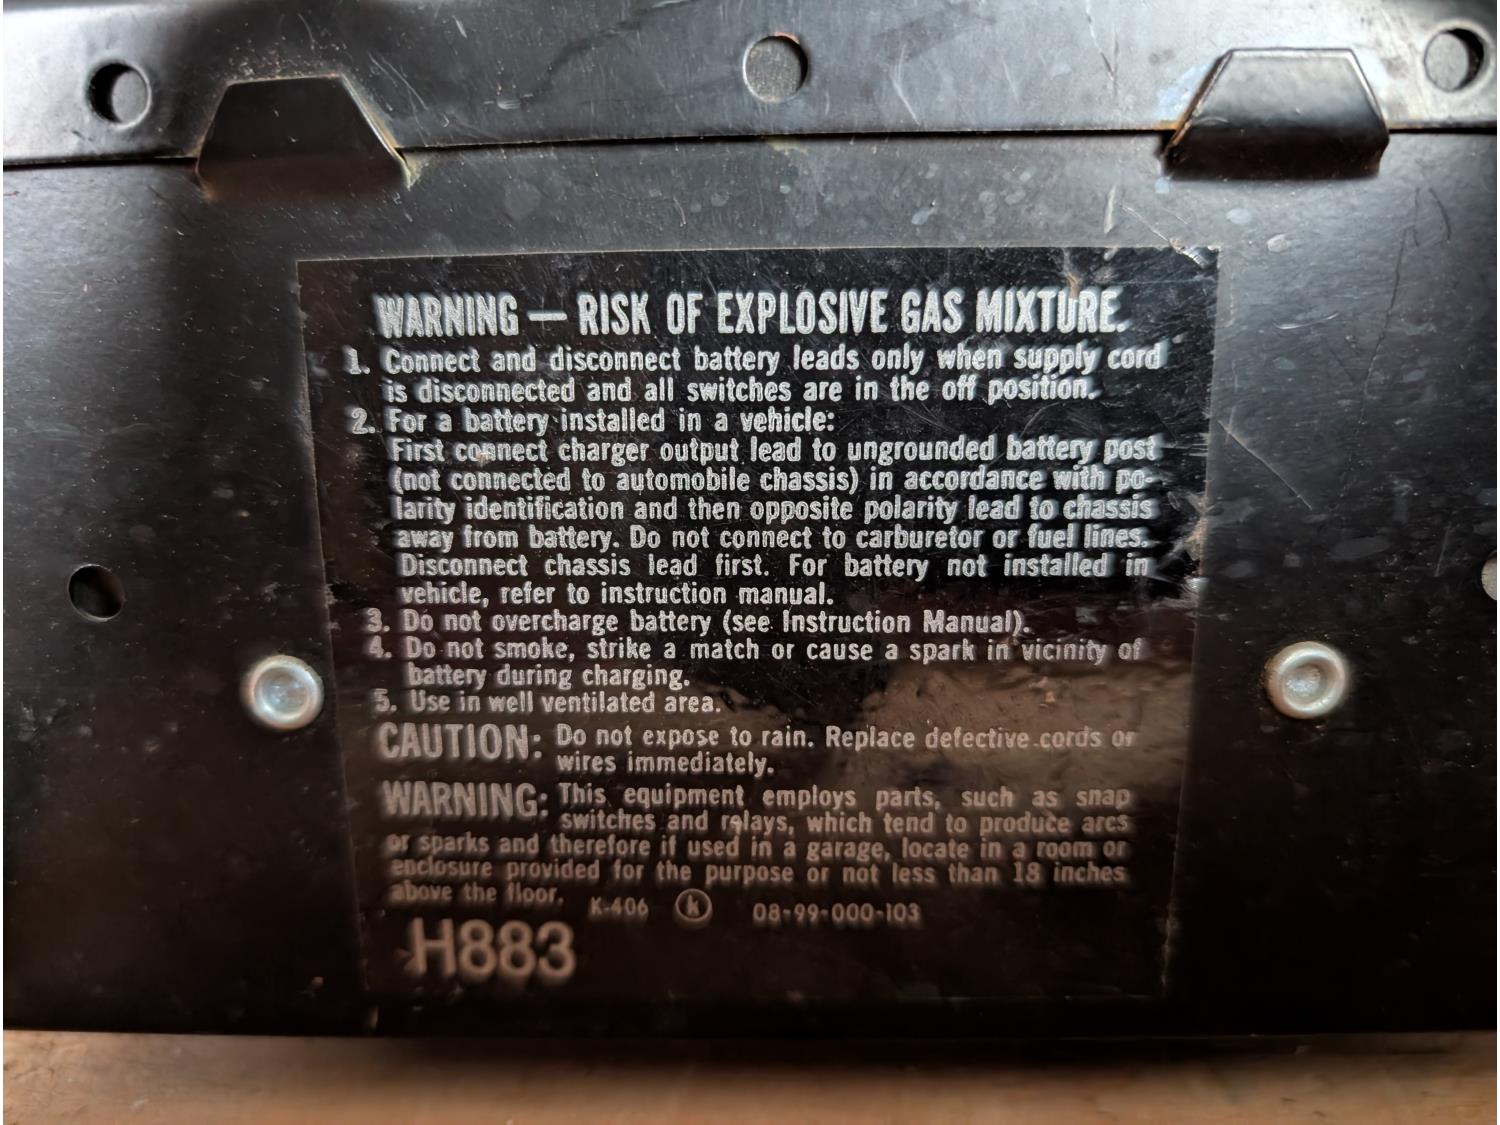 WARNING — RISK OF EXPLOSIVE GAS MIXTURE.
1. Connect and disconnect battery leads only when supply cord
is disconnected and all switches are in the off position.
2. For a battery installed in a vehicle:
First connect charger output lead to ungrounded battery post
(not connected to automobile chassis) in accordance with po-
larity identification and then opposite polarity lead to chassis
away from battery. Do not connect to carburetor or fuel lines.
Disconnect chassis lead first. For battery not installed in
vehicle, refer to instruction manual.
3. Do not overcharge battery (see Instruction Manual).
4. Do not smoke, strike a match or cause a spark in vicinity of
battery during charging.
5. Use in well ventilated area.
CAUTION: Do not expose to rain. Replace defective cords or
wires immediately.
WARNING: This equipment employs parts, such as snap
switches and relays, which tend to produce arcs
or sparks and therefore if used in a garage, locate in a room or
enclosure provided for the purpose or not less than 18 inches
above the floor. K-406 k 08-99-000-103
H883